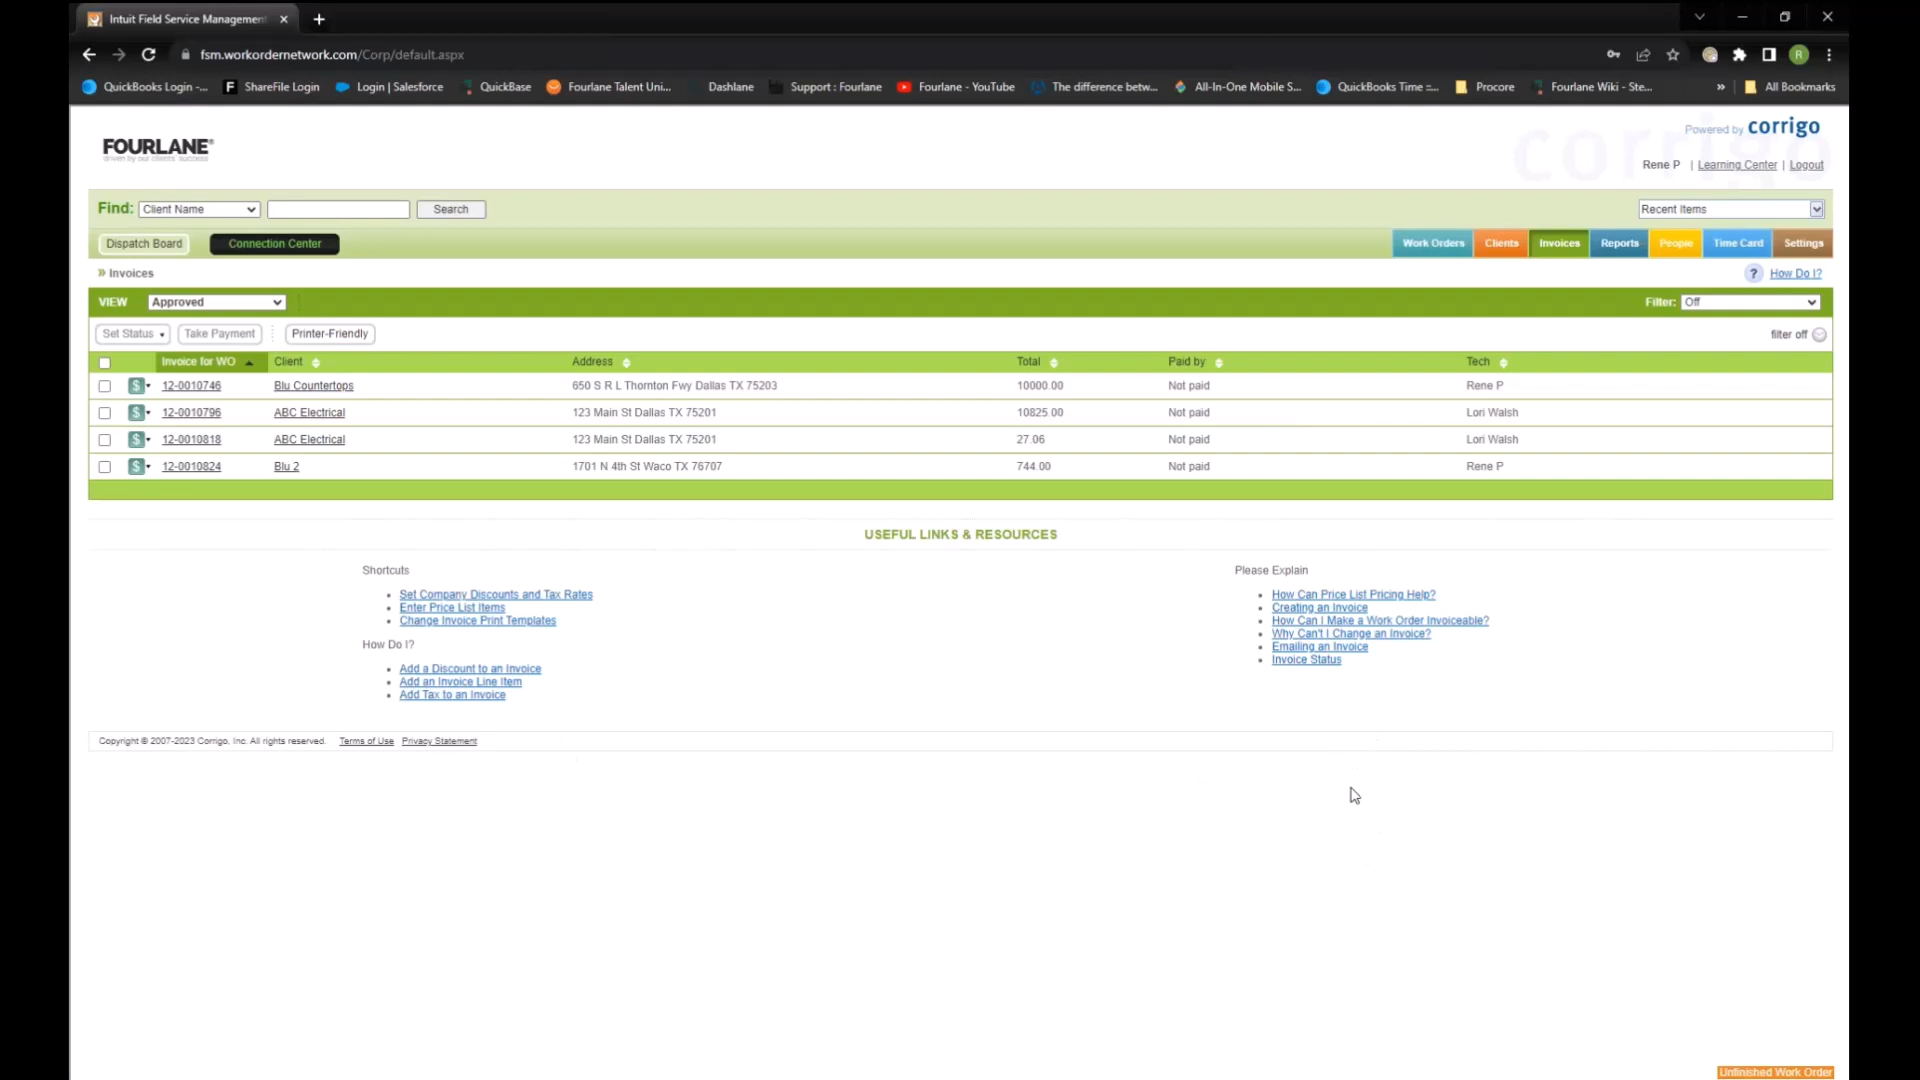 Intuit Field Service Management
fsm.workordernetwork.com/Corp/default.aspx
R
QuickBooks Login -... ShareFile Login Login | Salesforce QuickBase Fourlane Talent Uni... Dashlane Support : Fourlane Fourlane - YouTube The difference betw... All-In-One Mobile S... QuickBooks Time :... Procore Fourlane Wiki - Ste... » All Bookmarks
FOURLANE
driven by our clients' success
Powered by corrigo
Rene P | Learning Center | Logout
Find: Client Name Search Recent Items
Dispatch Board Connection Center Work Orders Clients Invoices Reports People Time Card Settings
» Invoices ? How Do I?
VIEW Approved Filter: Off
Set Status Take Payment Printer-Friendly filter off
Invoice for WO Client Address Total Paid by Tech
$ 12-0010746 Blu Countertops 650 S R L Thornton Fwy Dallas TX 75203 10000.00 Not paid Rene P
$ 12-0010796 ABC Electrical 123 Main St Dallas TX 75201 10825.00 Not paid Lori Walsh
$ 12-0010818 ABC Electrical 123 Main St Dallas TX 75201 27.06 Not paid Lori Walsh
$ 12-0010824 Blu 2 1701 N 4th St Waco TX 76707 744.00 Not paid Rene P
USEFUL LINKS & RESOURCES
Shortcuts
Set Company Discounts and Tax Rates
Enter Price List Items
Change Invoice Print Templates
How Do I?
Add a Discount to an Invoice
Add an Invoice Line Item
Add Tax to an Invoice
Please Explain
How Can Price List Pricing Help?
Creating an Invoice
How Can I Make a Work Order Invoiceable?
Why Can't I Change an Invoice?
Emailing an Invoice
Invoice Status
Copyright © 2007-2023 Corrigo, Inc. All rights reserved. Terms of Use Privacy Statement
Unfinished Work Order